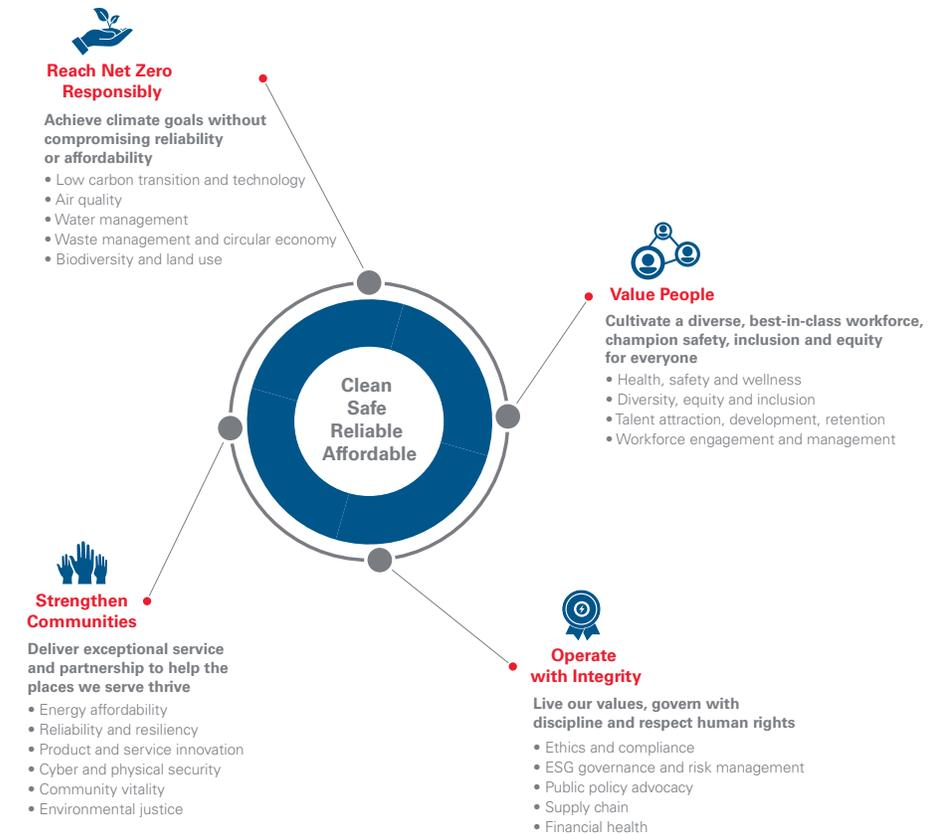 Reach Net Zero
Responsibly
Achieve climate goals without
compromising reliability
or affordability
• Low carbon transition and technology
• Air quality
• Water management
• Waste management and circular economy
• Biodiversity and land use
Value People
Cultivate a diverse, best-in-class workforce,
champion safety, inclusion and equity
for everyone
• Health, safety and wellness
• Diversity, equity and inclusion
• Talent attraction, development, retention
• Workforce engagement and management
Clean
Safe
Reliable
Affordable
Strengthen
Communities
Deliver exceptional service
and partnership to help the
places we serve thrive
• Energy affordability
• Reliability and resiliency
• Product and service innovation
• Cyber and physical security
• Community vitality
• Environmental justice
Operate
with Integrity
Live our values, govern with
discipline and respect human rights
• Ethics and compliance
• ESG governance and risk management
• Public policy advocacy
• Supply chain
• Financial health